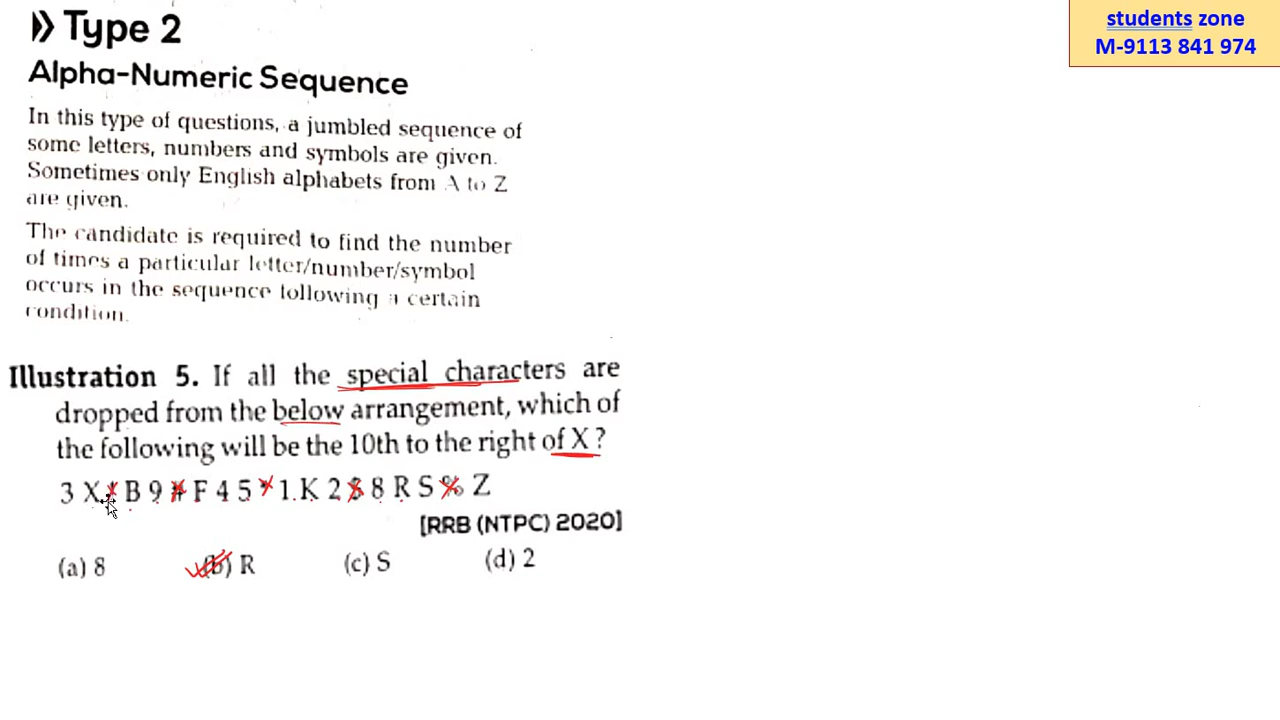 Type 2
students zone
M-9113 841 974
Alpha-Numeric Sequence
In this type of questions, a jumbled sequence of
some letters, numbers and symbols are given.
Sometimes only English alphabets from A to Z
are given.
The candidate is required to find the number
of times a particular letter/number/symbol
occurs in the sequence following a certain
condition.
Illustration 5. If all the special characters are
dropped from the below arrangement, which of
the following will be the 10th to the right of X?
3 X B 9 # F 4 5 * 1 K 2 $ 8 R S % Z
[RRB (NTPC) 2020]
(a) 8 (b) R (c) S (d) 2